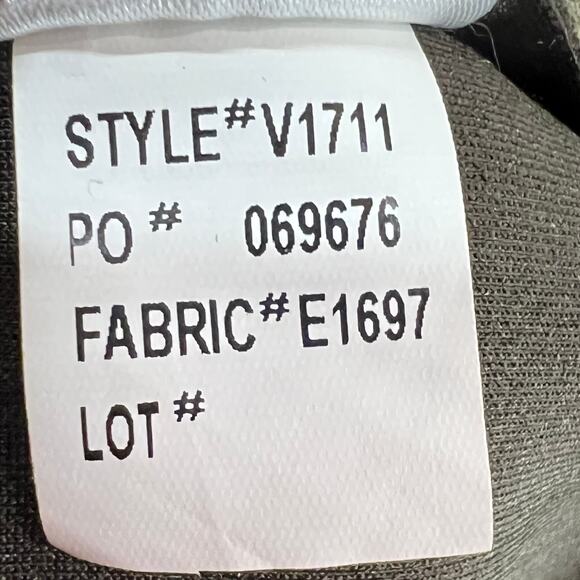 STYLE# V1711
PO # 069676
FABRIC# E1697
LOT #